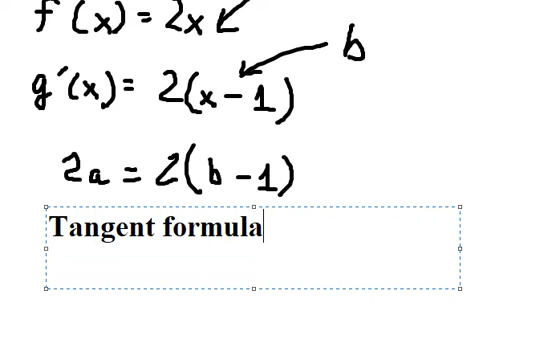 f'(x) = 2x
g'(x) = 2(x-1)
b
2a = 2(b-1)
Tangent formula